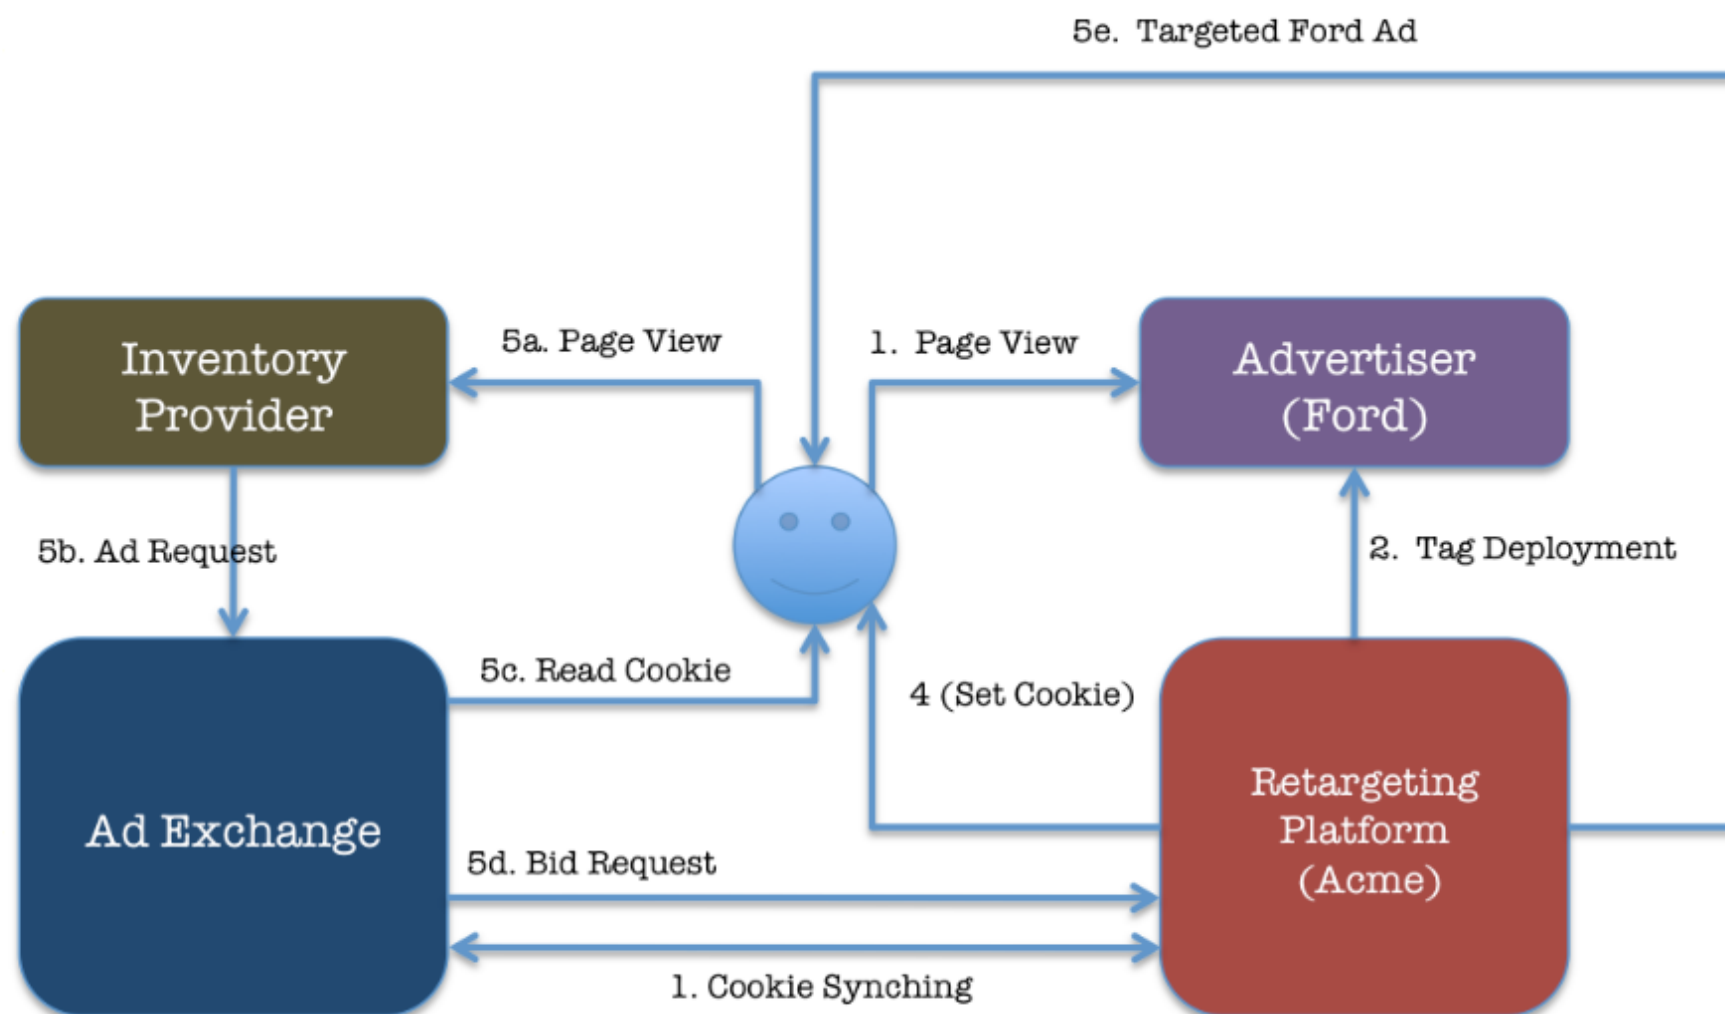 5e. Targeted Ford Ad
Inventory
Provider
5a. Page View
1. Page View
Advertiser
(Ford)
5b. Ad Request
2. Tag Deployment
5c. Read Cookie
4 (Set Cookie)
Ad Exchange
Retargeting
Platform
(Acme)
5d. Bid Request
1. Cookie Synching